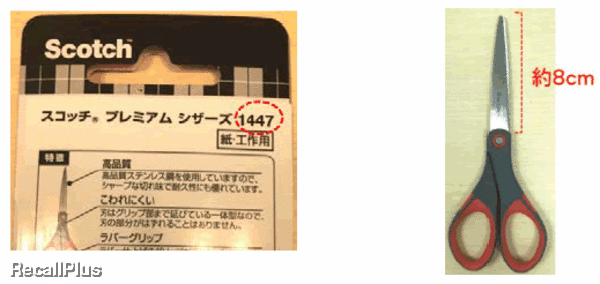 Scotch
スコッチ® プレミアム シザーズ 1447
紙・工作用
特徴
高品質
高品質ステンレス鋼を使用していますので、
シャープな切れ味で耐久性にも優れています。
こわれにくい
刃はグリップ部まで延びている一体型なので、
刃の部分がはずれることはありません。
ラバーグリップ
約8cm
RecallPlus